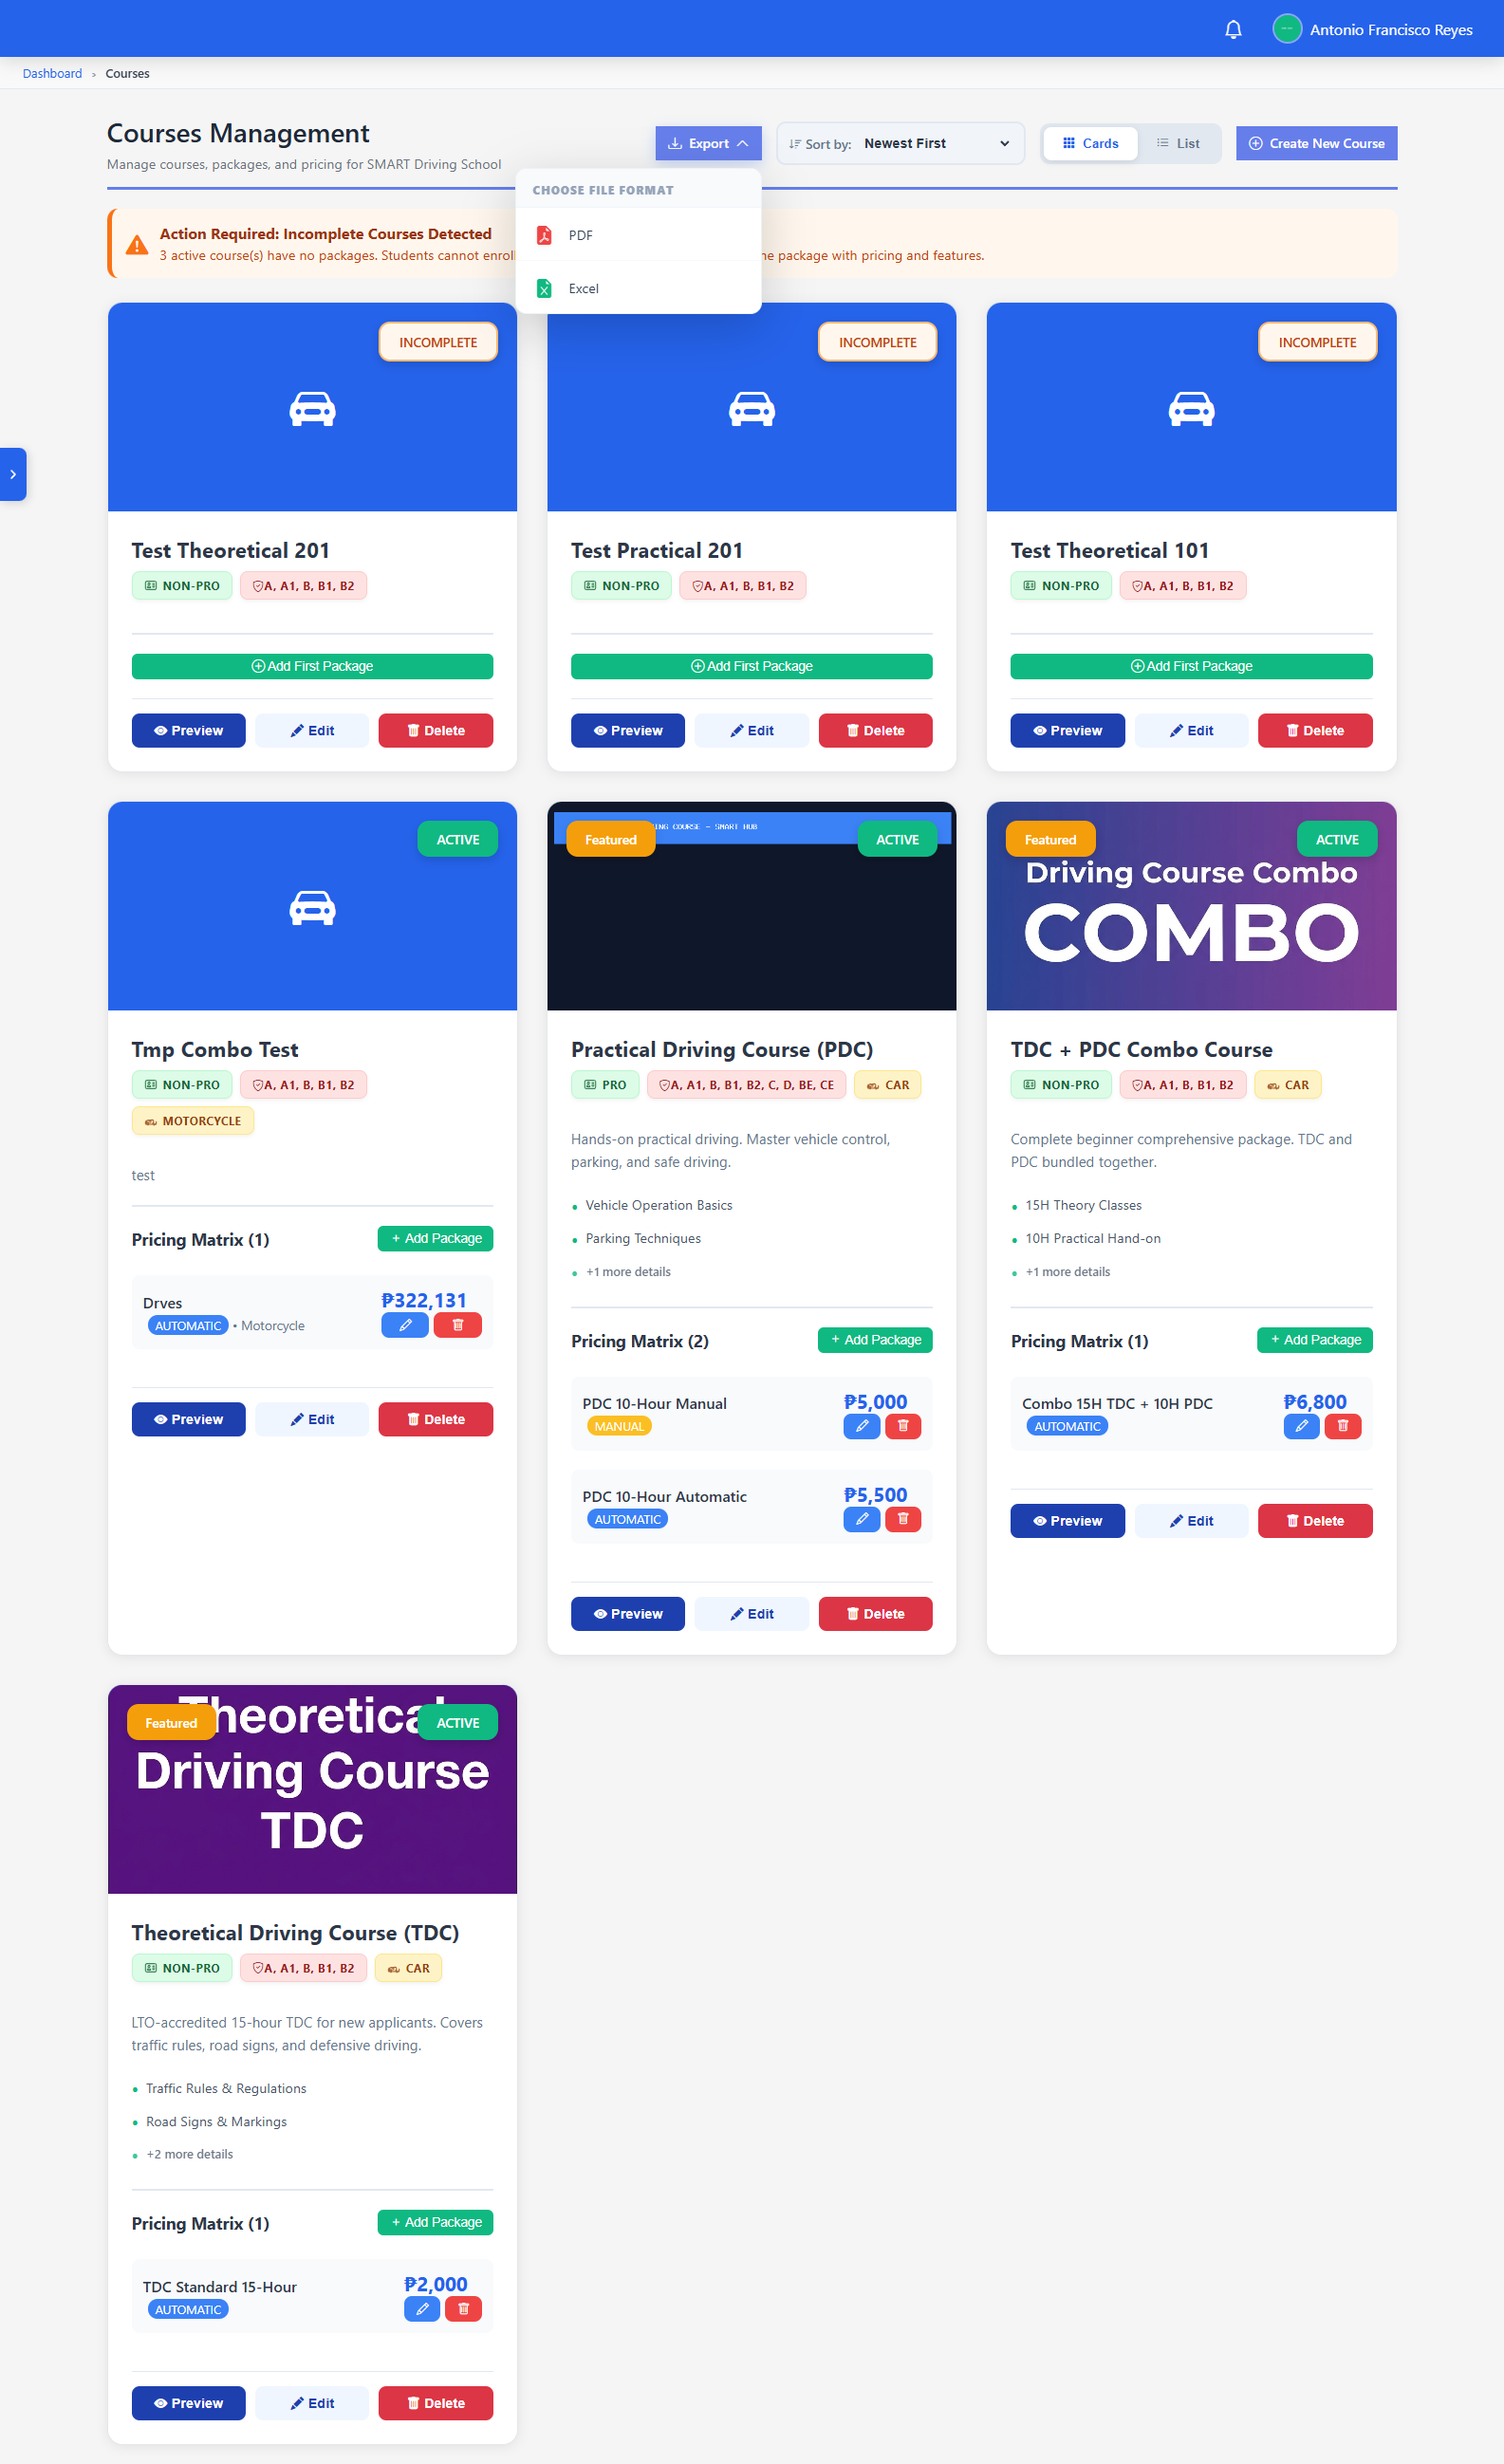 Antonio Francisco Reyes
Dashboard › Courses
Courses Management
Manage courses, packages, and pricing for SMART Driving School
Export
Sort by: Newest First
Cards
List
Create New Course
CHOOSE FILE FORMAT
PDF
Excel
Action Required: Incomplete Courses Detected
3 active course(s) have no packages. Students cannot enroll
package with pricing and features.
INCOMPLETE
Test Theoretical 201
NON-PRO
A, A1, B, B1, B2
Add First Package
Preview
Edit
Delete
INCOMPLETE
Test Practical 201
NON-PRO
A, A1, B, B1, B2
Add First Package
Preview
Edit
Delete
INCOMPLETE
Test Theoretical 101
NON-PRO
A, A1, B, B1, B2
Add First Package
Preview
Edit
Delete
ACTIVE
Tmp Combo Test
NON-PRO
A, A1, B, B1, B2
MOTORCYCLE
test
Pricing Matrix (1)
+ Add Package
Drves
₱322,131
AUTOMATIC • Motorcycle
Preview
Edit
Delete
Featured
COURSE - SMART HUB
ACTIVE
Practical Driving Course (PDC)
PRO
A, A1, B, B1, B2, C, D, BE, CE
CAR
Hands-on practical driving. Master vehicle control,
parking, and safe driving.
• Vehicle Operation Basics
• Parking Techniques
• +1 more details
Pricing Matrix (2)
+ Add Package
PDC 10-Hour Manual
₱5,000
MANUAL
PDC 10-Hour Automatic
₱5,500
AUTOMATIC
Preview
Edit
Delete
Featured
ACTIVE
Driving Course Combo
COMBO
TDC + PDC Combo Course
NON-PRO
A, A1, B, B1, B2
CAR
Complete beginner comprehensive package. TDC and
PDC bundled together.
• 15H Theory Classes
• 10H Practical Hand-on
• +1 more details
Pricing Matrix (1)
+ Add Package
Combo 15H TDC + 10H PDC
₱6,800
AUTOMATIC
Preview
Edit
Delete
Featured
ACTIVE
Theoretical
Driving Course
TDC
Theoretical Driving Course (TDC)
NON-PRO
A, A1, B, B1, B2
CAR
LTO-accredited 15-hour TDC for new applicants. Covers
traffic rules, road signs, and defensive driving.
• Traffic Rules & Regulations
• Road Signs & Markings
• +2 more details
Pricing Matrix (1)
+ Add Package
TDC Standard 15-Hour
₱2,000
AUTOMATIC
Preview
Edit
Delete